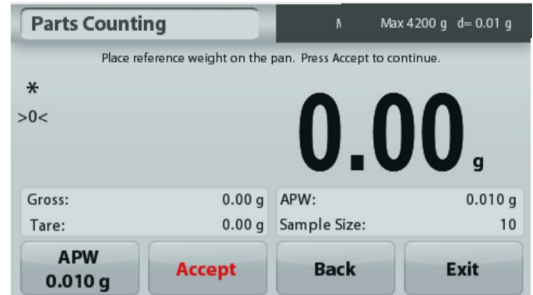 Parts Counting
Max 4200 g d= 0.01 g
Place reference weight on the pan. Press Accept to continue.
*
>0<
0.00 g
Gross: 0.00 g APW: 0.010 g
Tare: 0.00 g Sample Size: 10
APW 0.010 g
Accept
Back
Exit